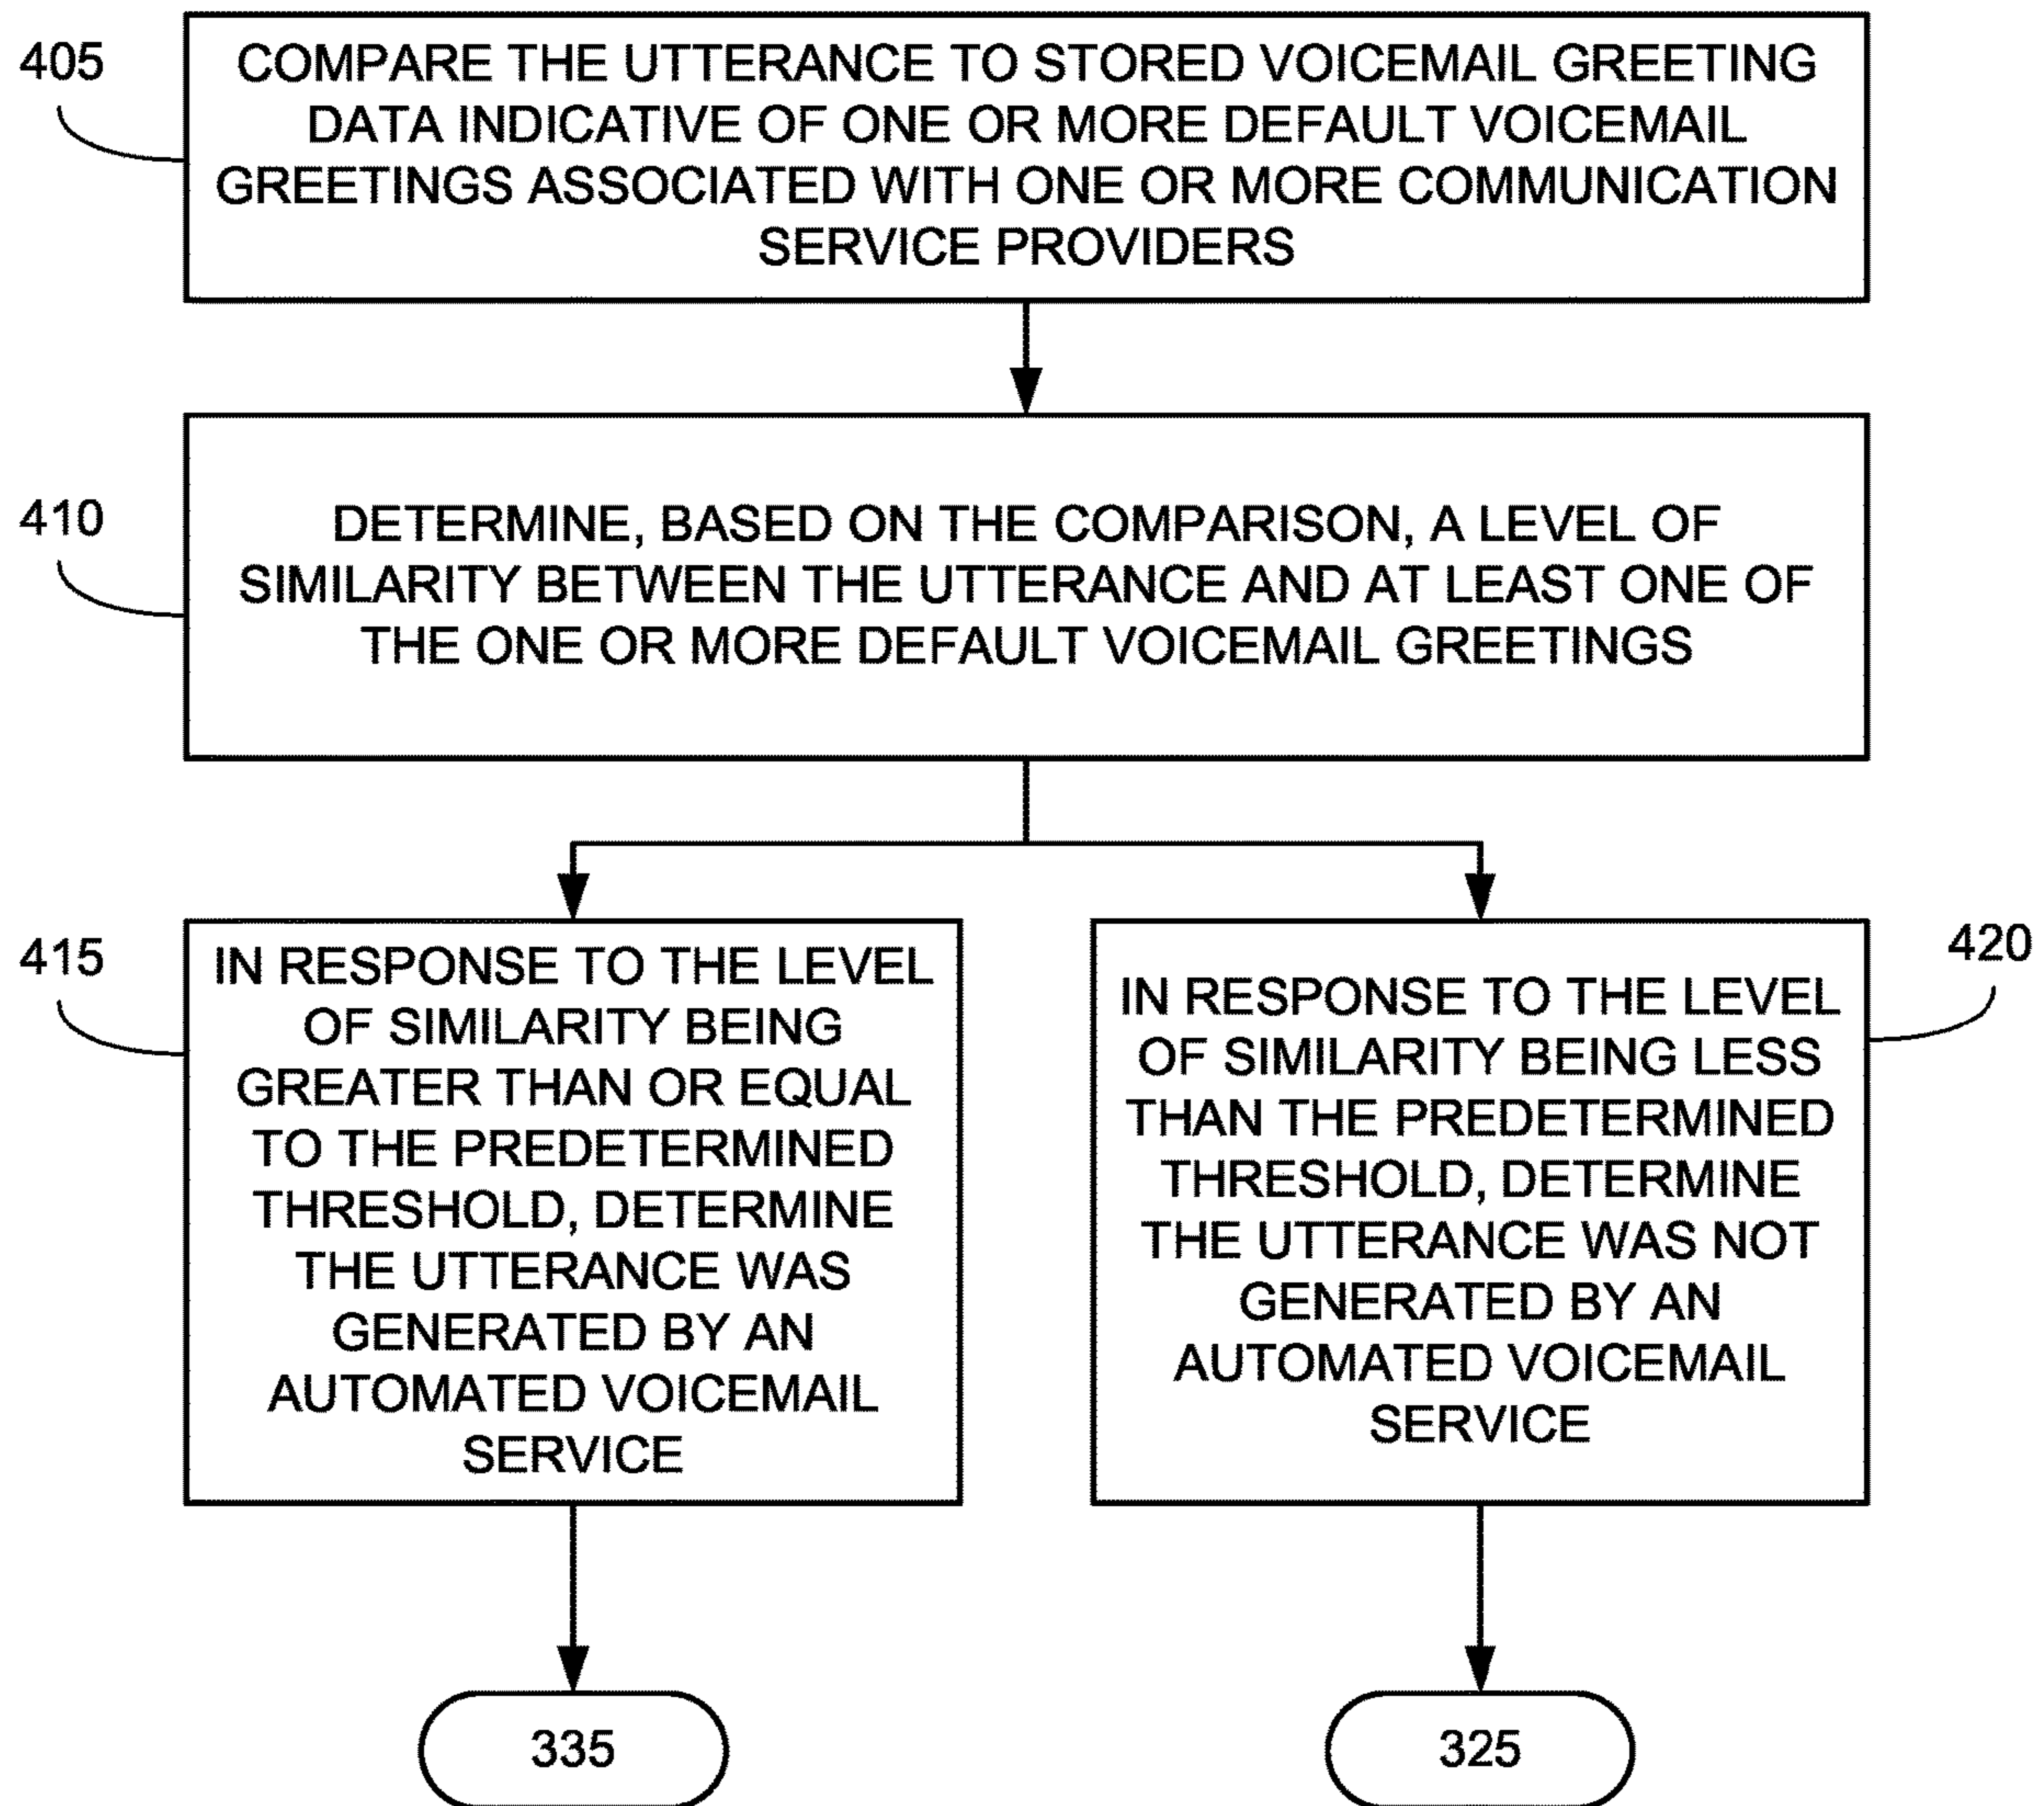 405
COMPARE THE UTTERANCE TO STORED VOICEMAIL GREETING
DATA INDICATIVE OF ONE OR MORE DEFAULT VOICEMAIL
GREETINGS ASSOCIATED WITH ONE OR MORE COMMUNICATION
SERVICE PROVIDERS
410
DETERMINE, BASED ON THE COMPARISON, A LEVEL OF
SIMILARITY BETWEEN THE UTTERANCE AND AT LEAST ONE OF
THE ONE OR MORE DEFAULT VOICEMAIL GREETINGS
415
IN RESPONSE TO THE LEVEL
OF SIMILARITY BEING
GREATER THAN OR EQUAL
TO THE PREDETERMINED
THRESHOLD, DETERMINE
THE UTTERANCE WAS
GENERATED BY AN
AUTOMATED VOICEMAIL
SERVICE
420
IN RESPONSE TO THE LEVEL
OF SIMILARITY BEING LESS
THAN THE PREDETERMINED
THRESHOLD, DETERMINE
THE UTTERANCE WAS NOT
GENERATED BY AN
AUTOMATED VOICEMAIL
SERVICE
335
325